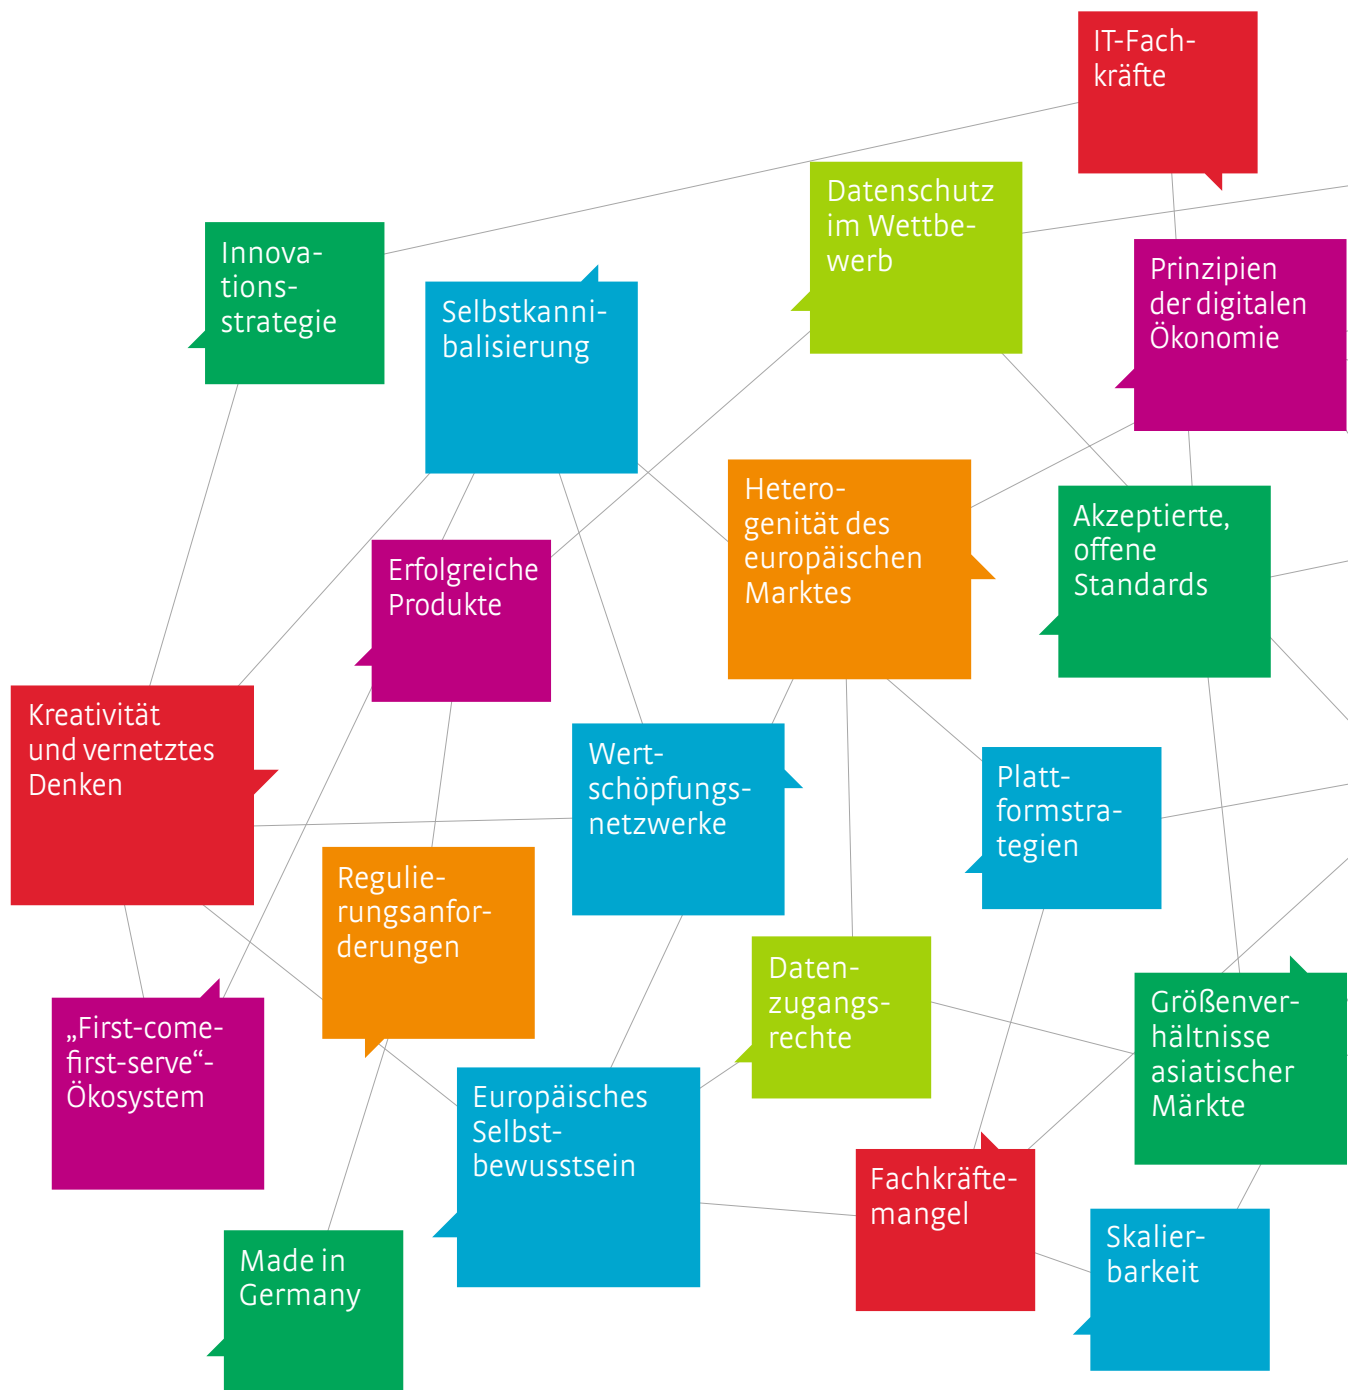 IT-Fach-
kräfte
Datenschutz
im Wettbe-
werb
Innova-
tions-
strategie
Prinzipien
der digitalen
Ökonomie
Selbstkanni-
balisierung
Hetero-
genität des
europäischen
Marktes
Akzeptierte,
offene
Standards
Erfolgreiche
Produkte
Kreativität
und vernetztes
Denken
Wert-
schöpfungs-
netzwerke
Platt-
formstra-
tegien
Regulie-
rungsanfor-
derungen
Daten-
zugangs-
rechte
Größenver-
hältnisse
asiatischer
Märkte
„First-come-
first-serve“-
Ökosystem
Europäisches
Selbst-
bewusstsein
Fachkräfte-
mangel
Skalier-
barkeit
Made in
Germany